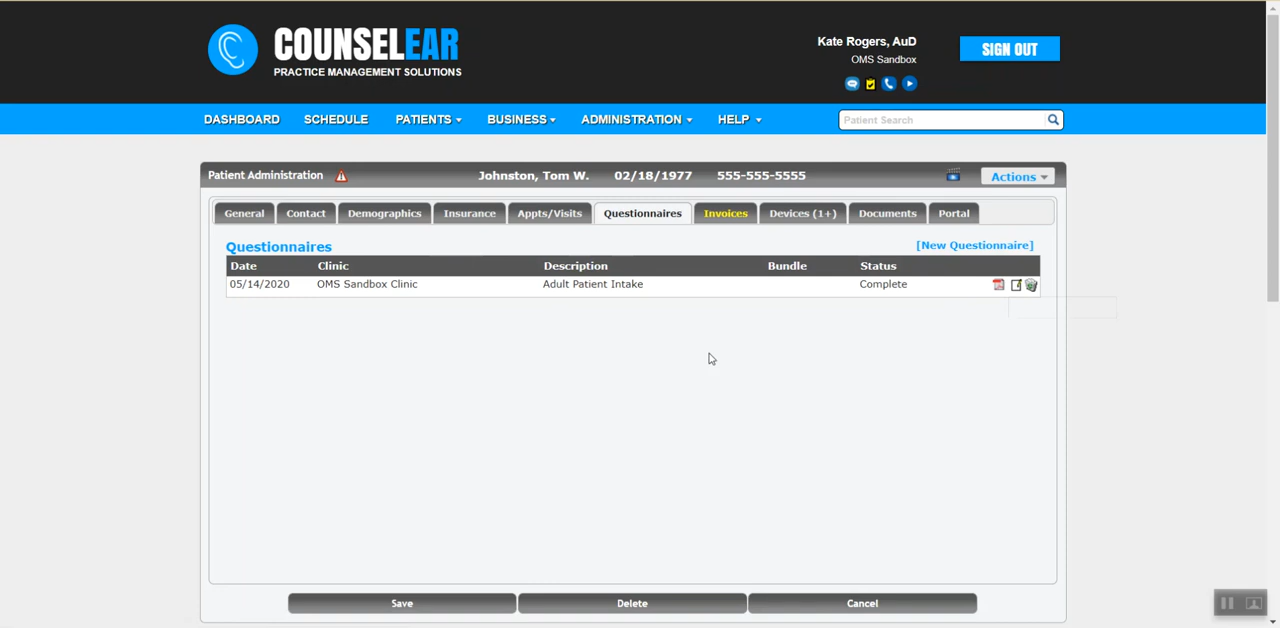 COUNSELEAR
PRACTICE MANAGEMENT SOLUTIONS
Kate Rogers, AuD
OMS Sandbox
SIGN OUT
DASHBOARD SCHEDULE PATIENTS BUSINESS ADMINISTRATION HELP Patient Search
Patient Administration Johnston, Tom W. 02/18/1977 555-555-5555 Actions
General Contact Demographics Insurance Appts/Visits Questionnaires Invoices Devices (1+) Documents Portal
Questionnaires [New Questionnaire]
Date Clinic Description Bundle Status
05/14/2020 OMS Sandbox Clinic Adult Patient Intake Complete
Save Delete Cancel